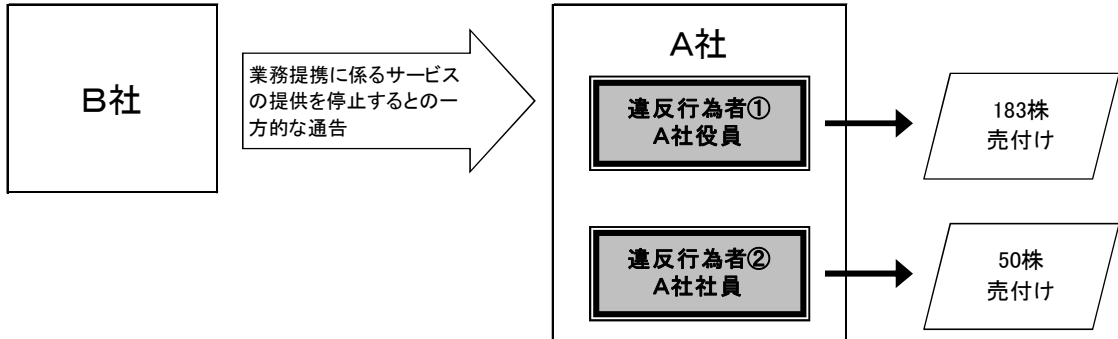 B社
業務提携に係るサービス
の提供を停止するとの一
方的な通告
A社
違反行為者①
A社役員
183株
売付け
違反行為者②
A社社員
50株
売付け